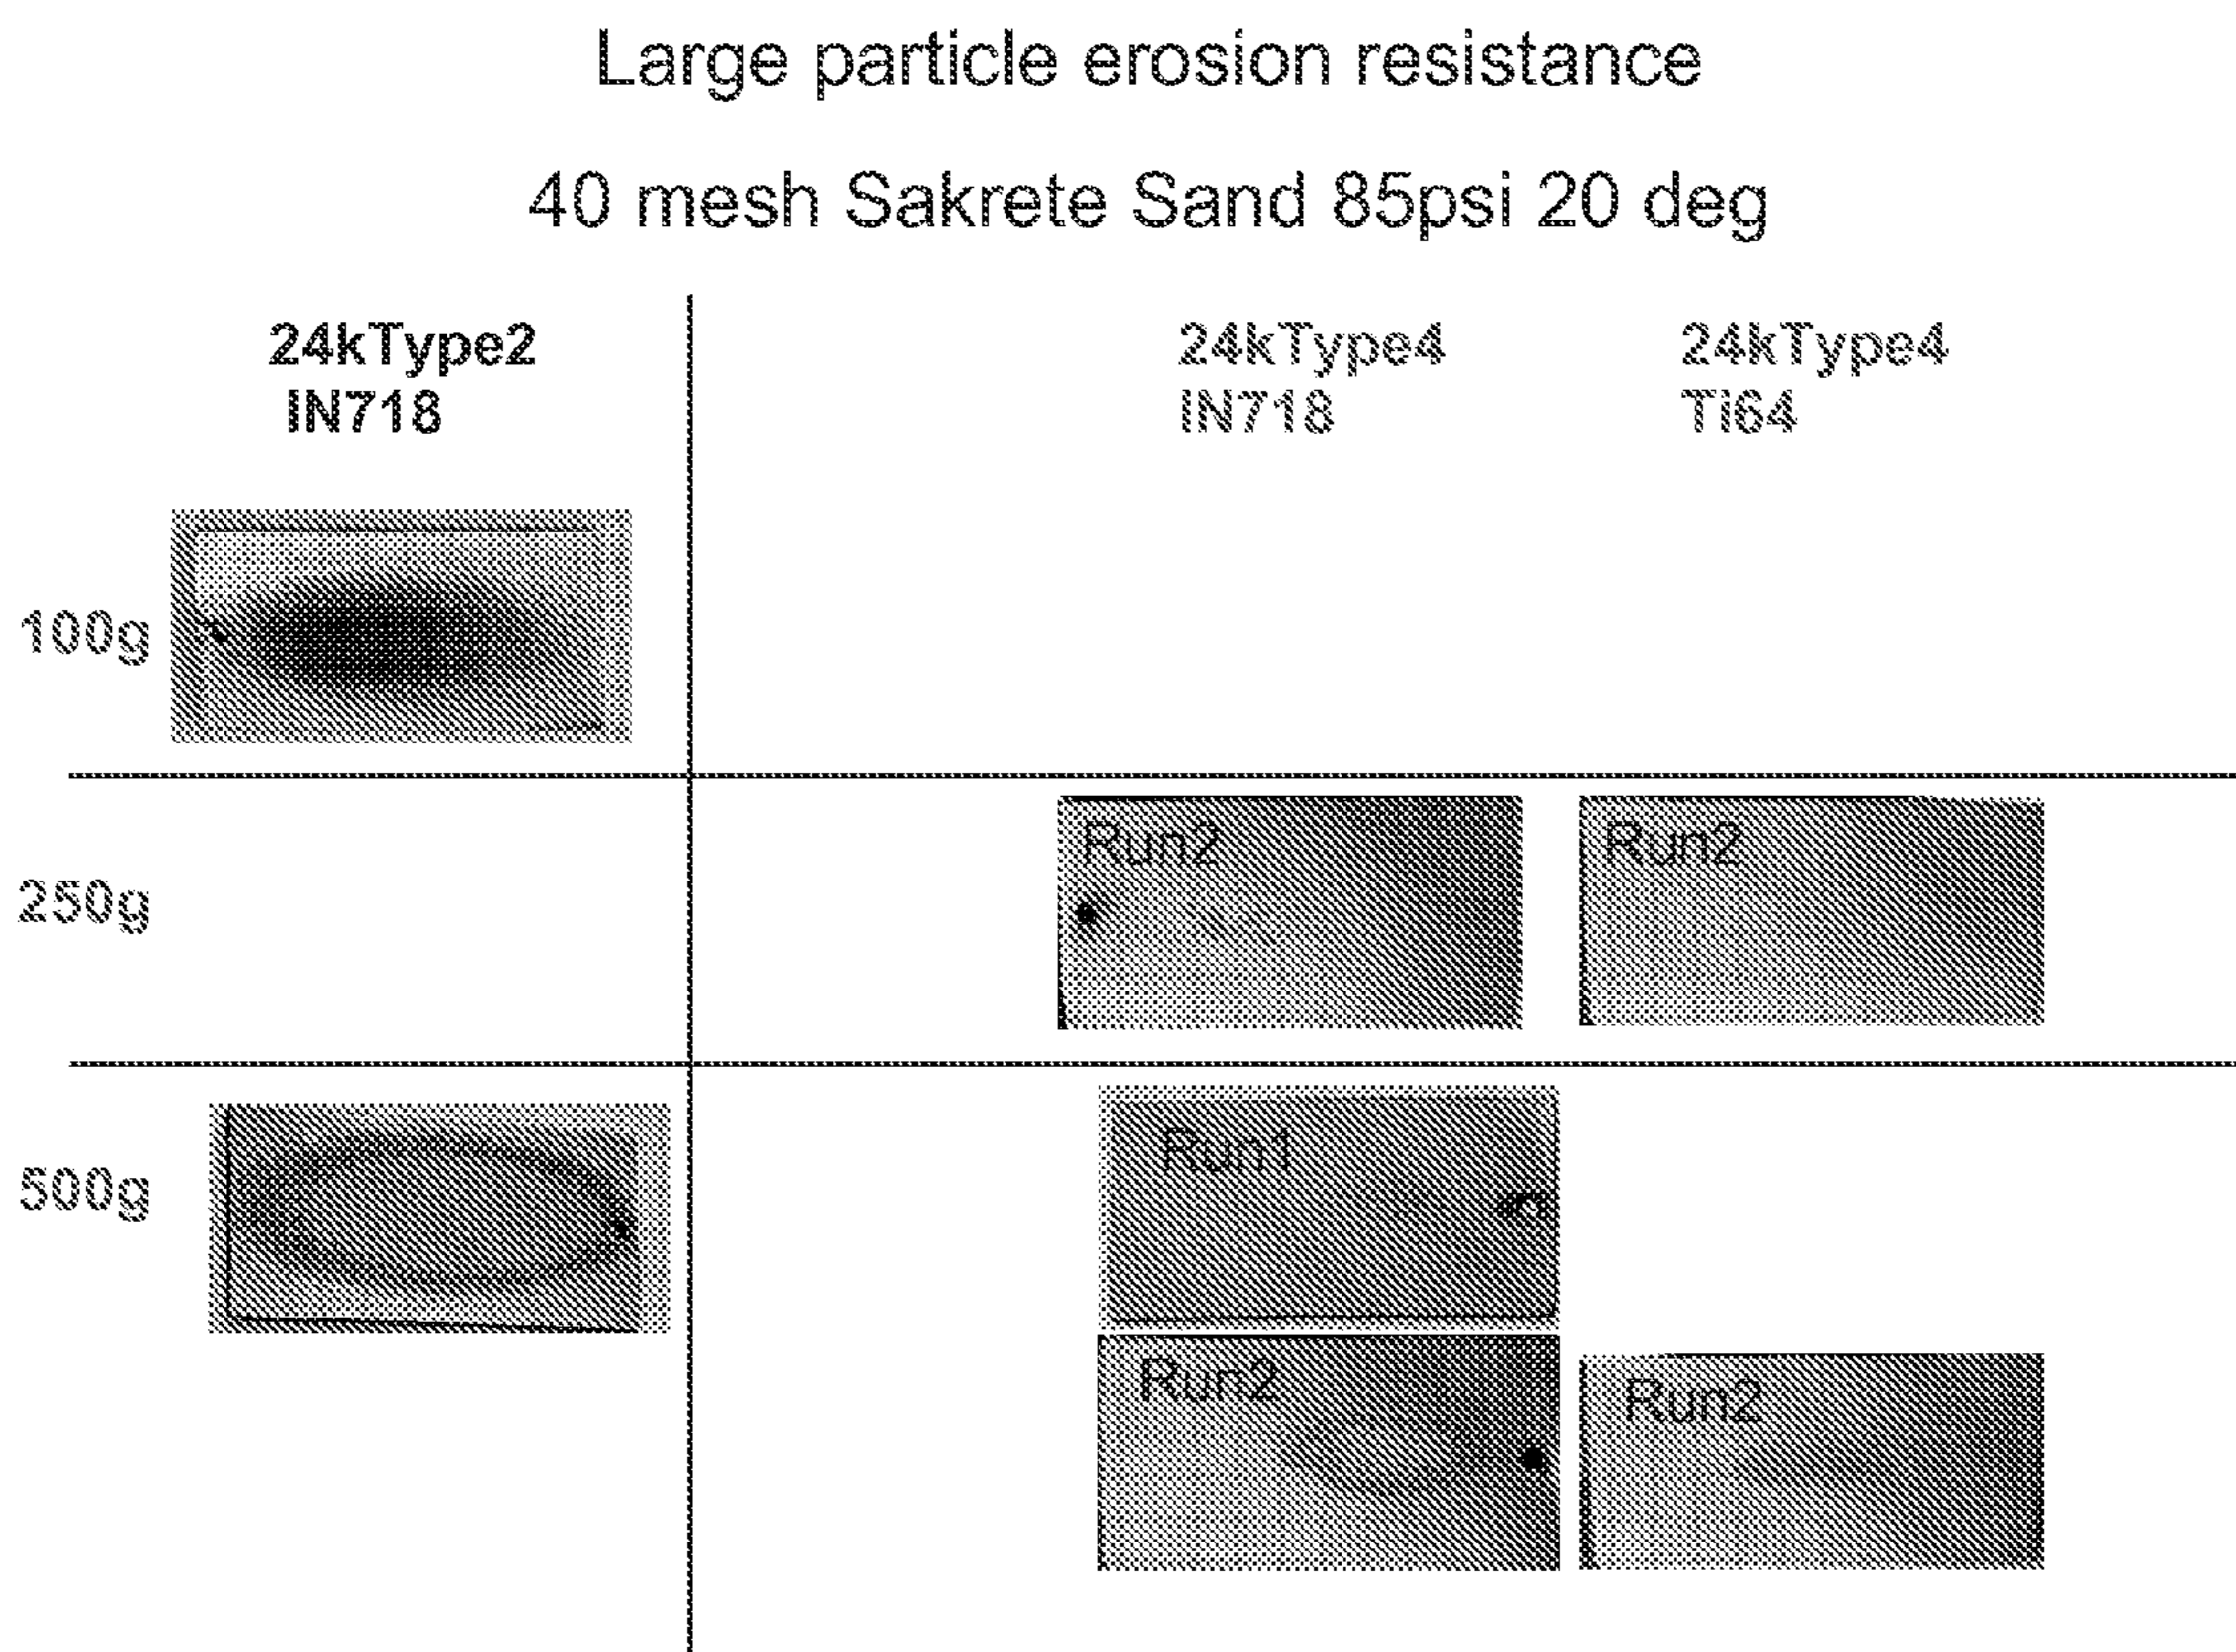 Large particle erosion resistance
40 mesh Sakrete Sand 85psi 20 deg
24kType2
IN718
24kType4
IN718
24kType4
Ti64
100g
250g
Run2
Run2
500g
Run1
Run2
Run2